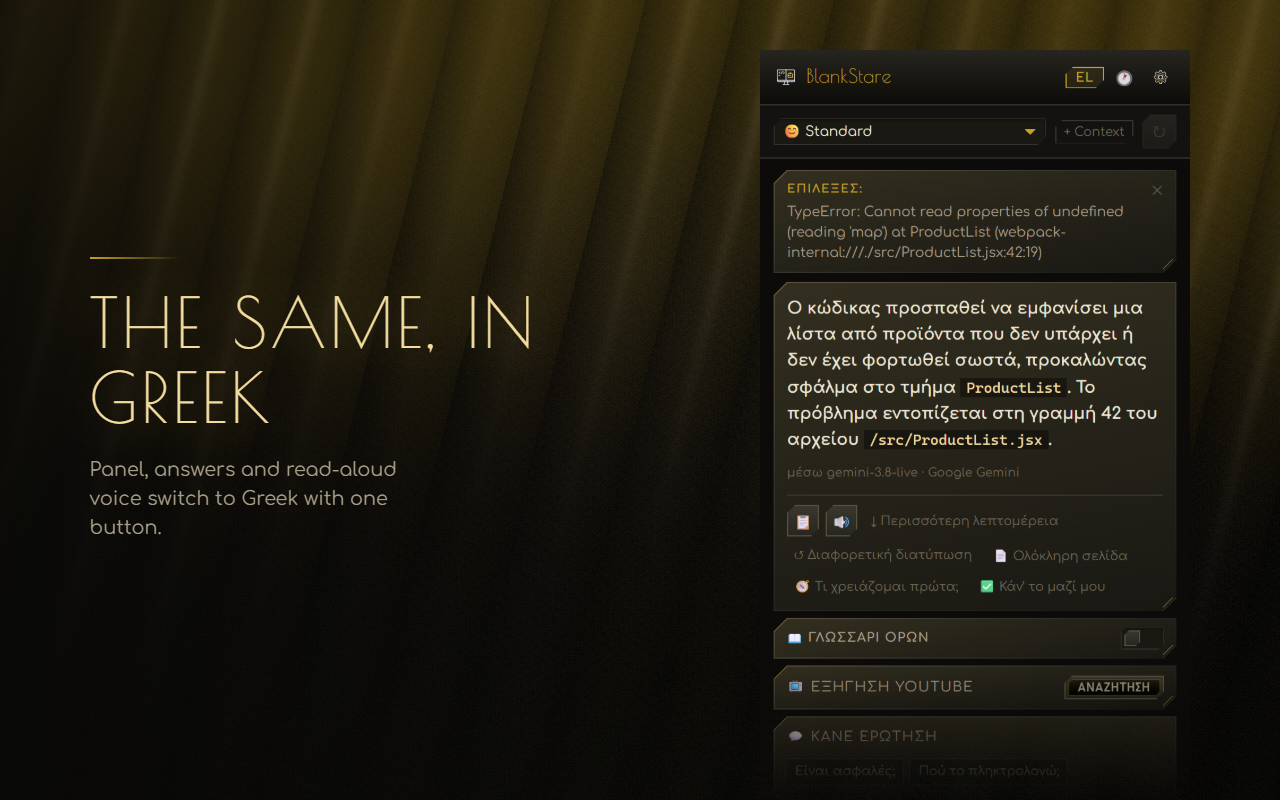 THE SAME, IN
GREEK
Panel, answers and read-aloud
voice switch to Greek with one
button.
BlankStare
EL
Standard
+ Context
ΕΠΙΛΕΞΕΣ:
TypeError: Cannot read properties of undefined
(reading 'map') at ProductList (webpack-
internal:///./src/ProductList.jsx:42:19)
Ο κώδικας προσπαθεί να εμφανίσει μια
λίστα από προϊόντα που δεν υπάρχει ή
δεν έχει φορτωθεί σωστά, προκαλώντας
σφάλμα στο τμήμα ProductList. Το
πρόβλημα εντοπίζεται στη γραμμή 42 του
αρχείου /src/ProductList.jsx.
μέσω gemini-3.8-live · Google Gemini
↓ Περισσότερη λεπτομέρεια
↺ Διαφορετική διατύπωση
Ολόκληρη σελίδα
Τι χρειάζομαι πρώτα;
Κάν' το μαζί μου
ΓΛΩΣΣΑΡΙ ΟΡΩΝ
ΕΞΗΓΗΣΗ YOUTUBE
ΑΝΑΖΗΤΗΣΗ
ΚΑΝΕ ΕΡΩΤΗΣΗ
Είναι ασφαλές;
Πού το πληκτρολογώ;